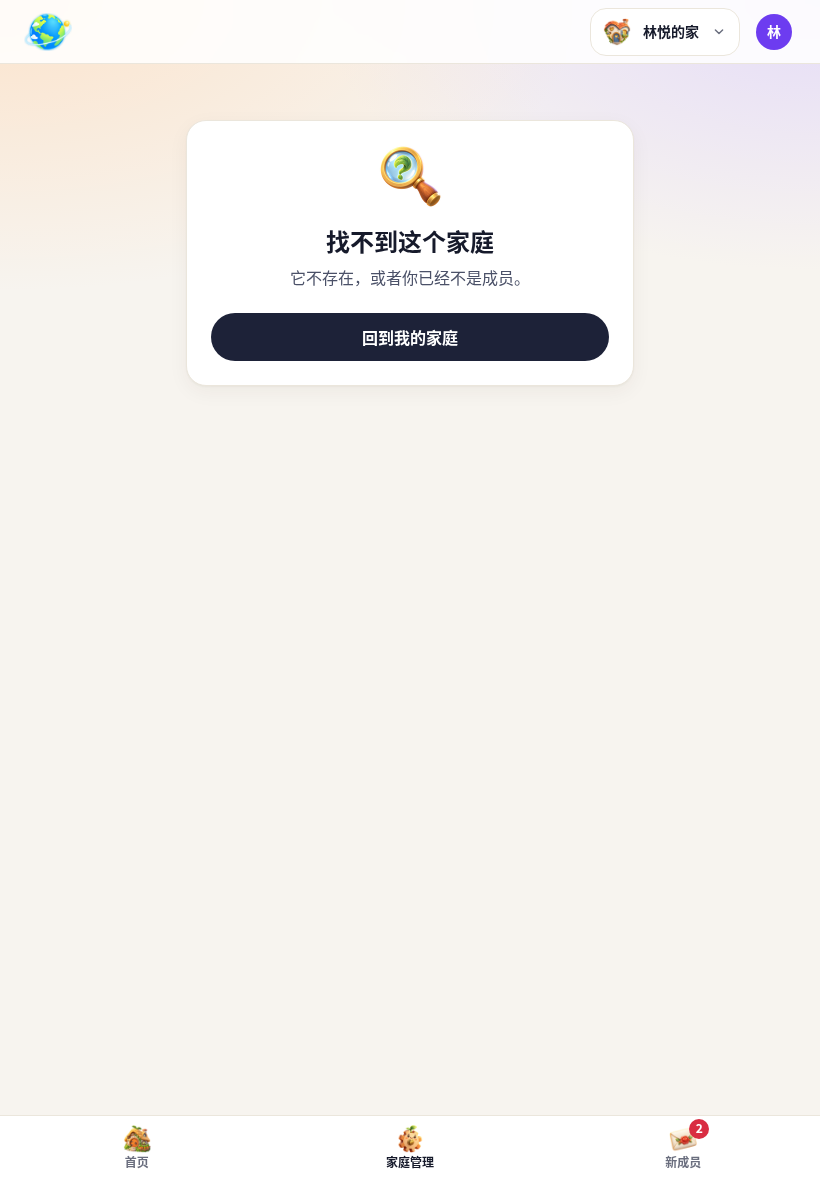 林悦的家
林
找不到这个家庭
它不存在，或者你已经不是成员。
回到我的家庭
首页
家庭管理
2
新成员